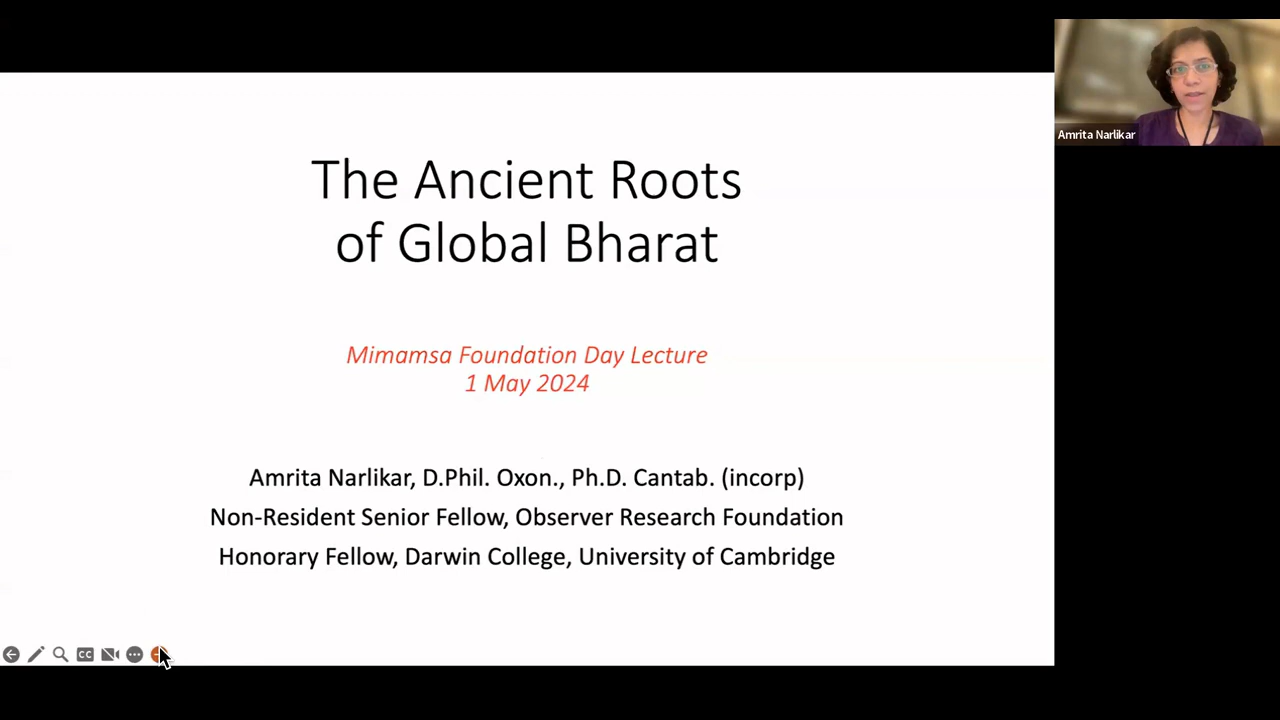 The Ancient Roots
of Global Bharat
Mimamsa Foundation Day Lecture
1 May 2024
Amrita Narlikar, D.Phil. Oxon., Ph.D. Cantab. (incorp)
Non-Resident Senior Fellow, Observer Research Foundation
Honorary Fellow, Darwin College, University of Cambridge
Amrita Narlikar
CC